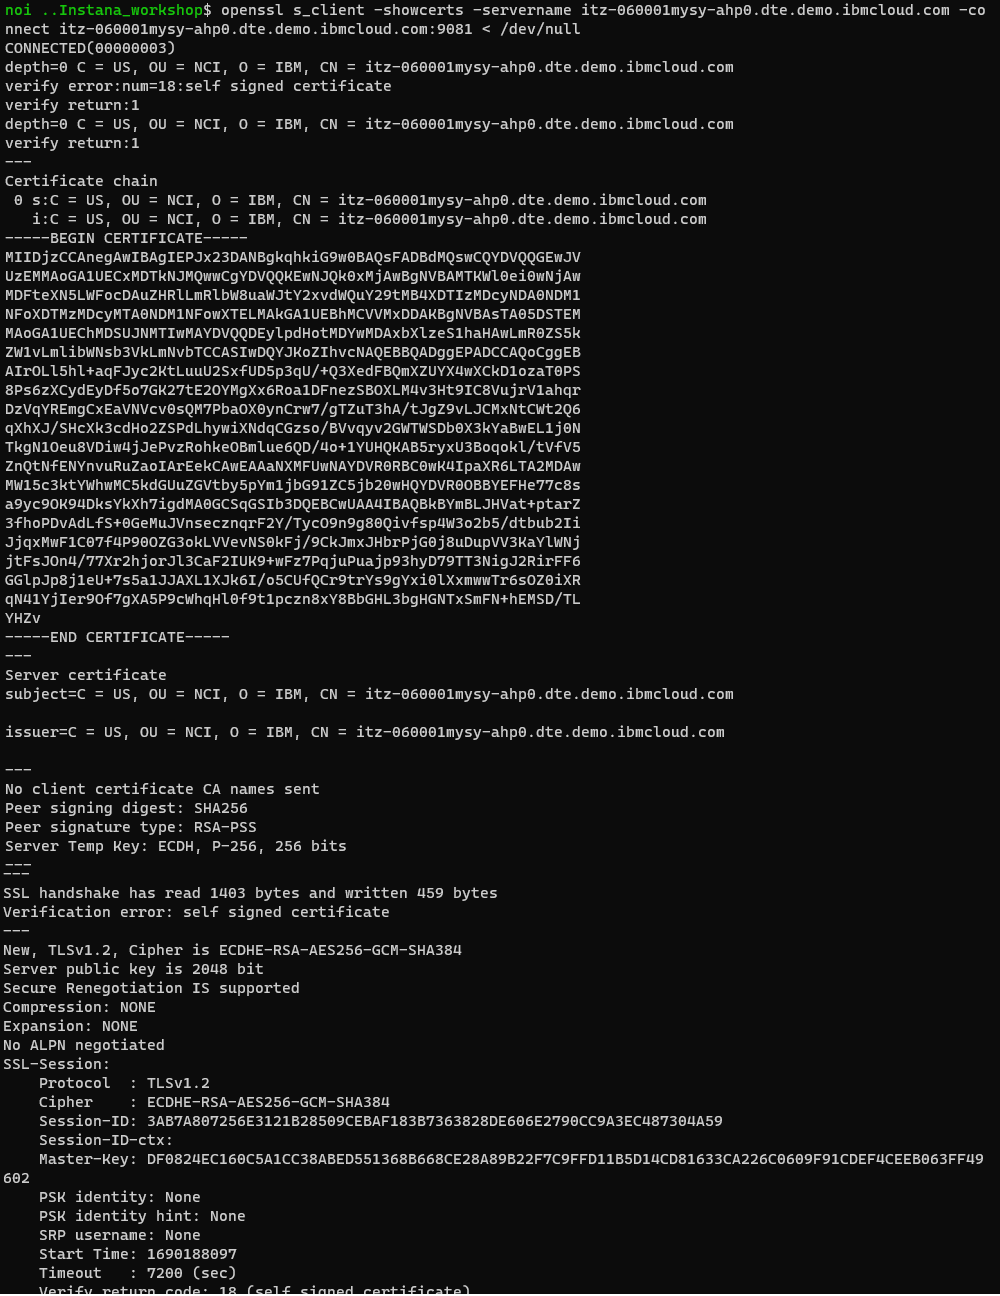 noi ..Instana_workshop$ openssl s_client -showcerts -servername itz-060001mysy-ahp0.dte.demo.ibmcloud.com -co
nnect itz-060001mysy-ahp0.dte.demo.ibmcloud.com:9081 < /dev/null
CONNECTED(00000003)
depth=0 C = US, OU = NCI, O = IBM, CN = itz-060001mysy-ahp0.dte.demo.ibmcloud.com
verify error:num=18:self signed certificate
verify return:1
depth=0 C = US, OU = NCI, O = IBM, CN = itz-060001mysy-ahp0.dte.demo.ibmcloud.com
verify return:1
---
Certificate chain
 0 s:C = US, OU = NCI, O = IBM, CN = itz-060001mysy-ahp0.dte.demo.ibmcloud.com
   i:C = US, OU = NCI, O = IBM, CN = itz-060001mysy-ahp0.dte.demo.ibmcloud.com
-----BEGIN CERTIFICATE-----
MIIDjzCCAnegAwIBAgIEPJx23DANBgkqhkiG9w0BAQsFADBdMQswCQYDVQQGEwJV
UzEMMAoGA1UECxMDTkNJMQwwCgYDVQQKEwNJQk0xMjAwBgNVBAMTKWl0ei0wNjAw
MDFteXN5LWFocDAuZHRlLmRlbW8uaWJtY2xvdWQuY29tMB4XDTIzMDcyNDA0NDM1
NFoXDTMzMDcyMTA0NDM1NFowXTELMAkGA1UEBhMCVVMxDDAKBgNVBAsTA05DSTEM
MAoGA1UEChMDSUJNMTIwMAYDVQQDEylpdHotMDYwMDAxbXlzeS1haHAwLmR0ZS5k
ZW1vLmlibWNsb3VkLmNvbTCCASIwDQYJKoZIhvcNAQEBBQADggEPADCCAQoCggEB
AIrOLl5hl+aqFJyc2KtLuuU2SxfUD5p3qU/+Q3XedFBQmXZUYX4wXCkD1ozaT0PS
8Ps6zXCydEyDf5o7GK27tE2OYMgXx6Roa1DFnezSBOXLM4v3Ht9IC8VujrV1ahqr
DzVqYREmgCxEaVNVcv0sQM7PbaOX0ynCrw7/gTZuT3hA/tJgZ9vLJCMxNtCWt2Q6
qXhXJ/SHcXk3cdHo2ZSPdLhywiXNdqCGzso/BVvqyv2GWTWSDb0X3kYaBwEL1j0N
TkgN1Oeu8VDiw4jJePvzRohkeOBmlue6QD/4o+1YUHQKAB5ryxU3Boqokl/tVfV5
ZnQtNfENYnvuRuZaoIArEekCAwEAAaNXMFUwNAYDVR0RBC0wK4IpaXR6LTA2MDAw
MW15c3ktYWhwMC5kdGUuZGVtby5pYm1jbG91ZC5jb20wHQYDVR0OBBYEFHe77c8s
a9yc9OK94DksYkXh7igdMA0GCSqGSIb3DQEBCwUAA4IBAQBkBYmBLJHVat+ptarZ
3fhoPDvAdLfS+0GeMuJVnsecznqrF2Y/TycO9n9g80Qivfsp4W3o2b5/dtbub2Ii
JjqxMwF1C07f4P90OZG3okLVVevNS0kFj/9CkJmxJHbrPjG0j8uDupVV3KaYlWNj
jtFsJOn4/77Xr2hjorJl3CaF2IUK9+wFz7PqjuPuajp93hyD79TT3NigJ2RirFF6
GGlpJp8j1eU+7s5a1JJAXL1XJk6I/o5CUfQCr9trYs9gYxi0lXxmwwTr6sOZ0iXR
qN41YjIer9Of7gXA5P9cWhqHl0f9t1pczn8xY8BbGHL3bgHGNTxSmFN+hEMSD/TL
YHZv
-----END CERTIFICATE-----
---
Server certificate
subject=C = US, OU = NCI, O = IBM, CN = itz-060001mysy-ahp0.dte.demo.ibmcloud.com
issuer=C = US, OU = NCI, O = IBM, CN = itz-060001mysy-ahp0.dte.demo.ibmcloud.com
---
No client certificate CA names sent
Peer signing digest: SHA256
Peer signature type: RSA-PSS
Server Temp Key: ECDH, P-256, 256 bits
---
---
SSL handshake has read 1403 bytes and written 459 bytes
Verification error: self signed certificate
---
New, TLSv1.2, Cipher is ECDHE-RSA-AES256-GCM-SHA384
Server public key is 2048 bit
Secure Renegotiation IS supported
Compression: NONE
Expansion: NONE
No ALPN negotiated
SSL-Session:
    Protocol  : TLSv1.2
    Cipher    : ECDHE-RSA-AES256-GCM-SHA384
    Session-ID: 3AB7A807256E3121B28509CEBAF183B7363828DE606E2790CC9A3EC487304A59
    Session-ID-ctx:
    Master-Key: DF0824EC160C5A1CC38ABED551368B668CE28A89B22F7C9FFD11B5D14CD81633CA226C0609F91CDEF4CEEB063FF49
602
    PSK identity: None
    PSK identity hint: None
    SRP username: None
    Start Time: 1690188097
    Timeout   : 7200 (sec)
    Verify return code: 18 (self signed certificate)